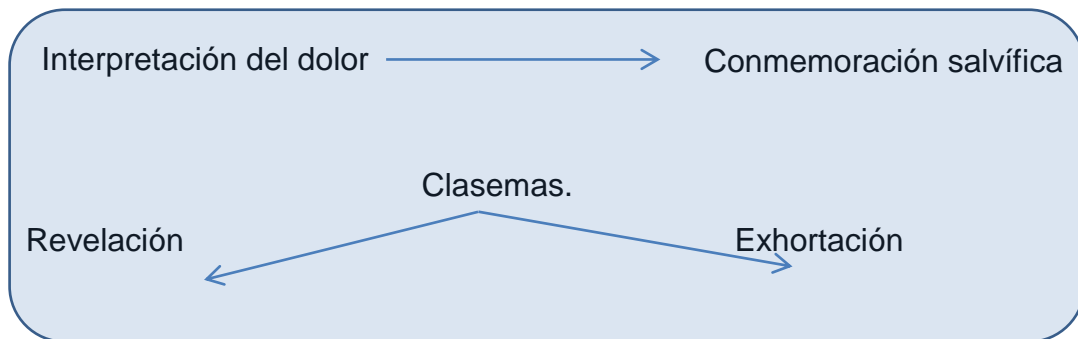 Interpretación del dolor
Conmemoración salvífica
Clasemas.
Revelación
Exhortación